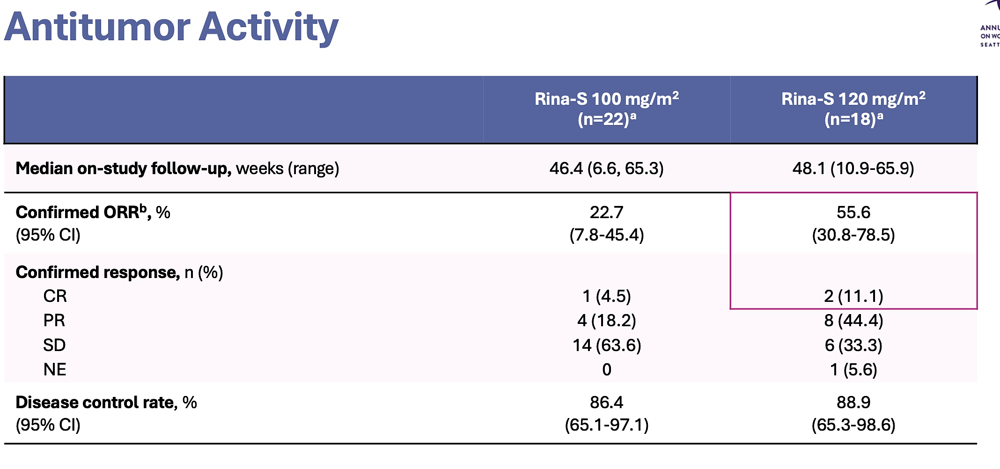 Antitumor Activity
ANNU
ON WO
SEATT
Rina-S 100 mg/m²
(n=22)ᵃ
Rina-S 120 mg/m²
(n=18)ᵃ
Median on-study follow-up, weeks (range) 46.4 (6.6, 65.3) 48.1 (10.9-65.9)
Confirmed ORRᵇ, % 22.7 55.6
(95% CI) (7.8-45.4) (30.8-78.5)
Confirmed response, n (%)
CR 1 (4.5) 2 (11.1)
PR 4 (18.2) 8 (44.4)
SD 14 (63.6) 6 (33.3)
NE 0 1 (5.6)
Disease control rate, % 86.4 88.9
(95% CI) (65.1-97.1) (65.3-98.6)